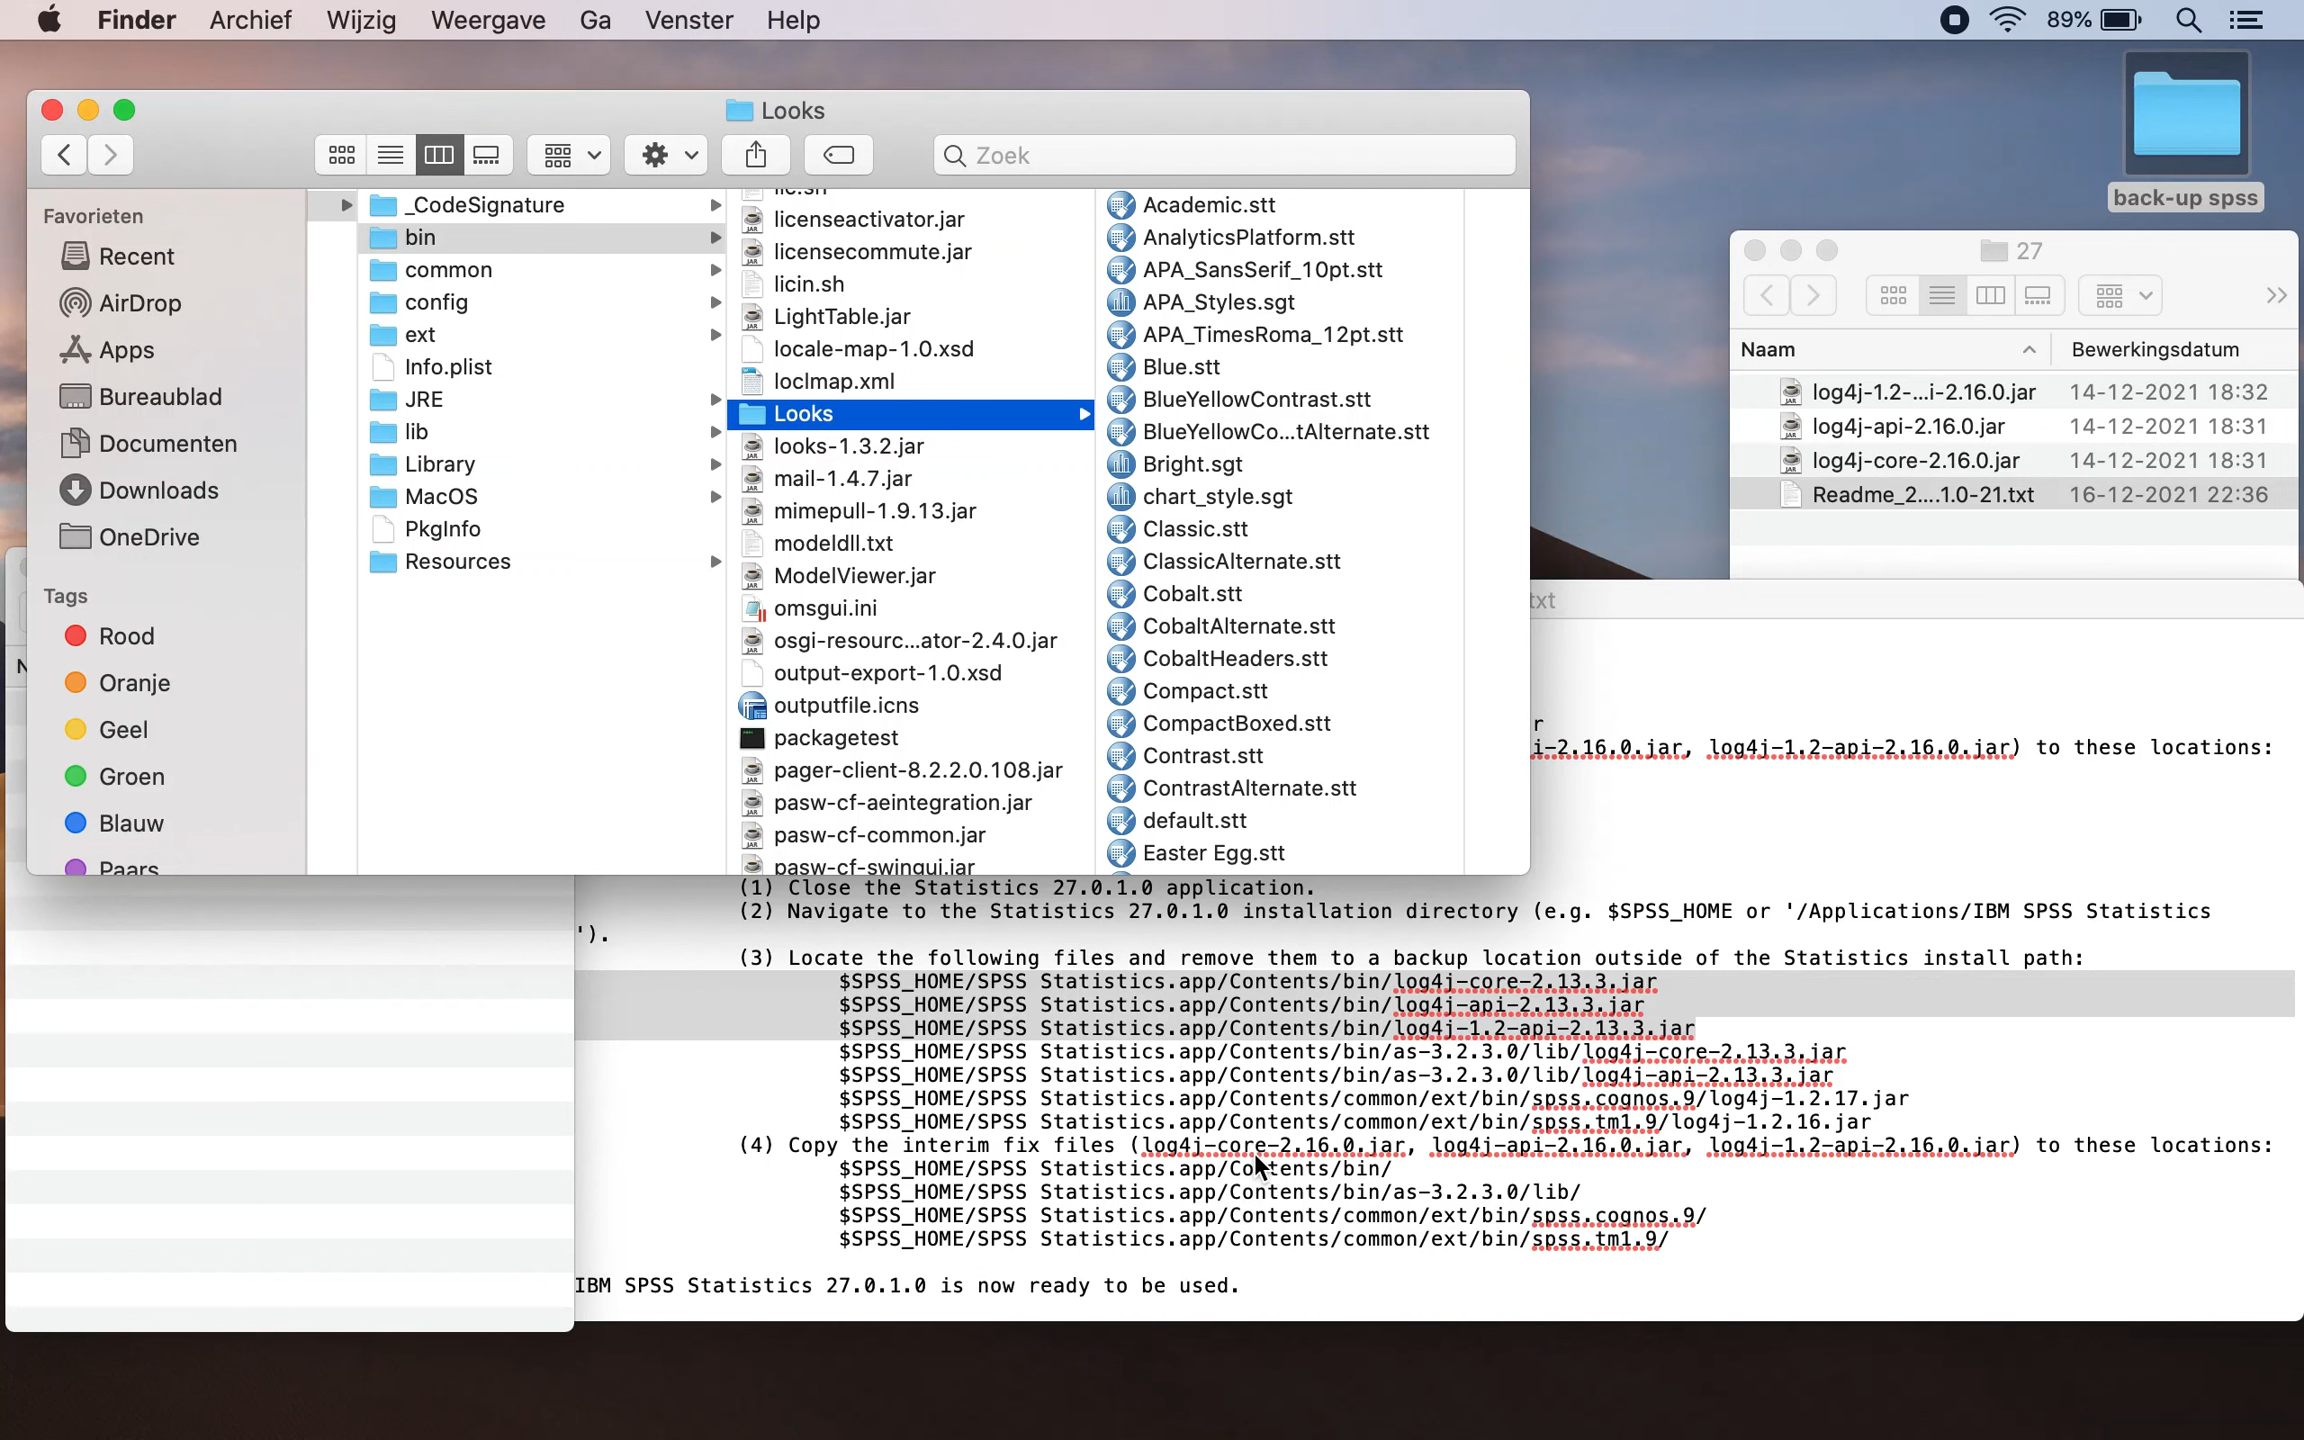 Finder Archief Wijzig Weergave Ga Venster Help 89%
back-up spss
Looks
Zoek
Favorieten
Recent
AirDrop
Apps
Bureaublad
Documenten
Downloads
OneDrive
Tags
Rood
Oranje
Geel
Groen
Blauw
Paars
_CodeSignature
bin
common
config
ext
Info.plist
JRE
lib
Library
MacOS
PkgInfo
Resources
lic.sh
licenseactivator.jar
licensecommute.jar
licin.sh
LightTable.jar
locale-map-1.0.xsd
loclmap.xml
Looks
looks-1.3.2.jar
mail-1.4.7.jar
mimepull-1.9.13.jar
modeldll.txt
ModelViewer.jar
omsgui.ini
osgi-resourc...ator-2.4.0.jar
output-export-1.0.xsd
outputfile.icns
packagetest
pager-client-8.2.2.0.108.jar
pasw-cf-aeintegration.jar
pasw-cf-common.jar
pasw-cf-swingui.jar
Academic.stt
AnalyticsPlatform.stt
APA_SansSerif_10pt.stt
APA_Styles.sgt
APA_TimesRoma_12pt.stt
Blue.stt
BlueYellowContrast.stt
BlueYellowCo...tAlternate.stt
Bright.sgt
chart_style.sgt
Classic.stt
ClassicAlternate.stt
Cobalt.stt
CobaltAlternate.stt
CobaltHeaders.stt
Compact.stt
CompactBoxed.stt
Contrast.stt
ContrastAlternate.stt
default.stt
Easter Egg.stt
27
Naam Bewerkingsdatum
log4j-1.2-...i-2.16.0.jar 14-12-2021 18:32
log4j-api-2.16.0.jar 14-12-2021 18:31
log4j-core-2.16.0.jar 14-12-2021 18:31
Readme_2....1.0-21.txt 16-12-2021 22:36
txt
r
i-2.16.0.jar, log4j-1.2-api-2.16.0.jar) to these locations:
(1) Close the Statistics 27.0.1.0 application.
(2) Navigate to the Statistics 27.0.1.0 installation directory (e.g. $SPSS_HOME or '/Applications/IBM SPSS Statistics
').
(3) Locate the following files and remove them to a backup location outside of the Statistics install path:
$SPSS_HOME/SPSS Statistics.app/Contents/bin/log4j-core-2.13.3.jar
$SPSS_HOME/SPSS Statistics.app/Contents/bin/log4j-api-2.13.3.jar
$SPSS_HOME/SPSS Statistics.app/Contents/bin/log4j-1.2-api-2.13.3.jar
$SPSS_HOME/SPSS Statistics.app/Contents/bin/as-3.2.3.0/lib/log4j-core-2.13.3.jar
$SPSS_HOME/SPSS Statistics.app/Contents/bin/as-3.2.3.0/lib/log4j-api-2.13.3.jar
$SPSS_HOME/SPSS Statistics.app/Contents/common/ext/bin/spss.cognos.9/log4j-1.2.17.jar
$SPSS_HOME/SPSS Statistics.app/Contents/common/ext/bin/spss.tm1.9/log4j-1.2.16.jar
(4) Copy the interim fix files (log4j-core-2.16.0.jar, log4j-api-2.16.0.jar, log4j-1.2-api-2.16.0.jar) to these locations:
$SPSS_HOME/SPSS Statistics.app/Contents/bin/
$SPSS_HOME/SPSS Statistics.app/Contents/bin/as-3.2.3.0/lib/
$SPSS_HOME/SPSS Statistics.app/Contents/common/ext/bin/spss.cognos.9/
$SPSS_HOME/SPSS Statistics.app/Contents/common/ext/bin/spss.tm1.9/
IBM SPSS Statistics 27.0.1.0 is now ready to be used.